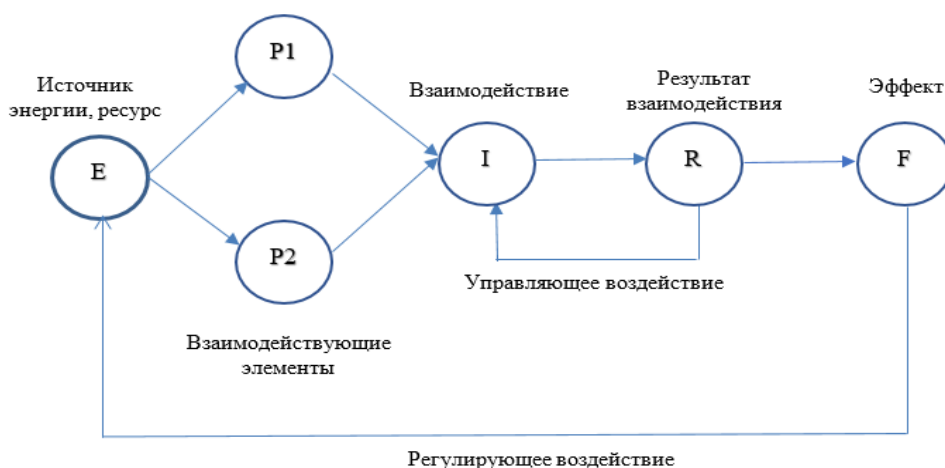 P1
Источник
энергии, ресурс
Взаимодействие
Результат
взаимодействия
Эффект
E
I
R
F
P2
Управляющее воздействие
Взаимодействующие
элементы
Регулирующее воздействие